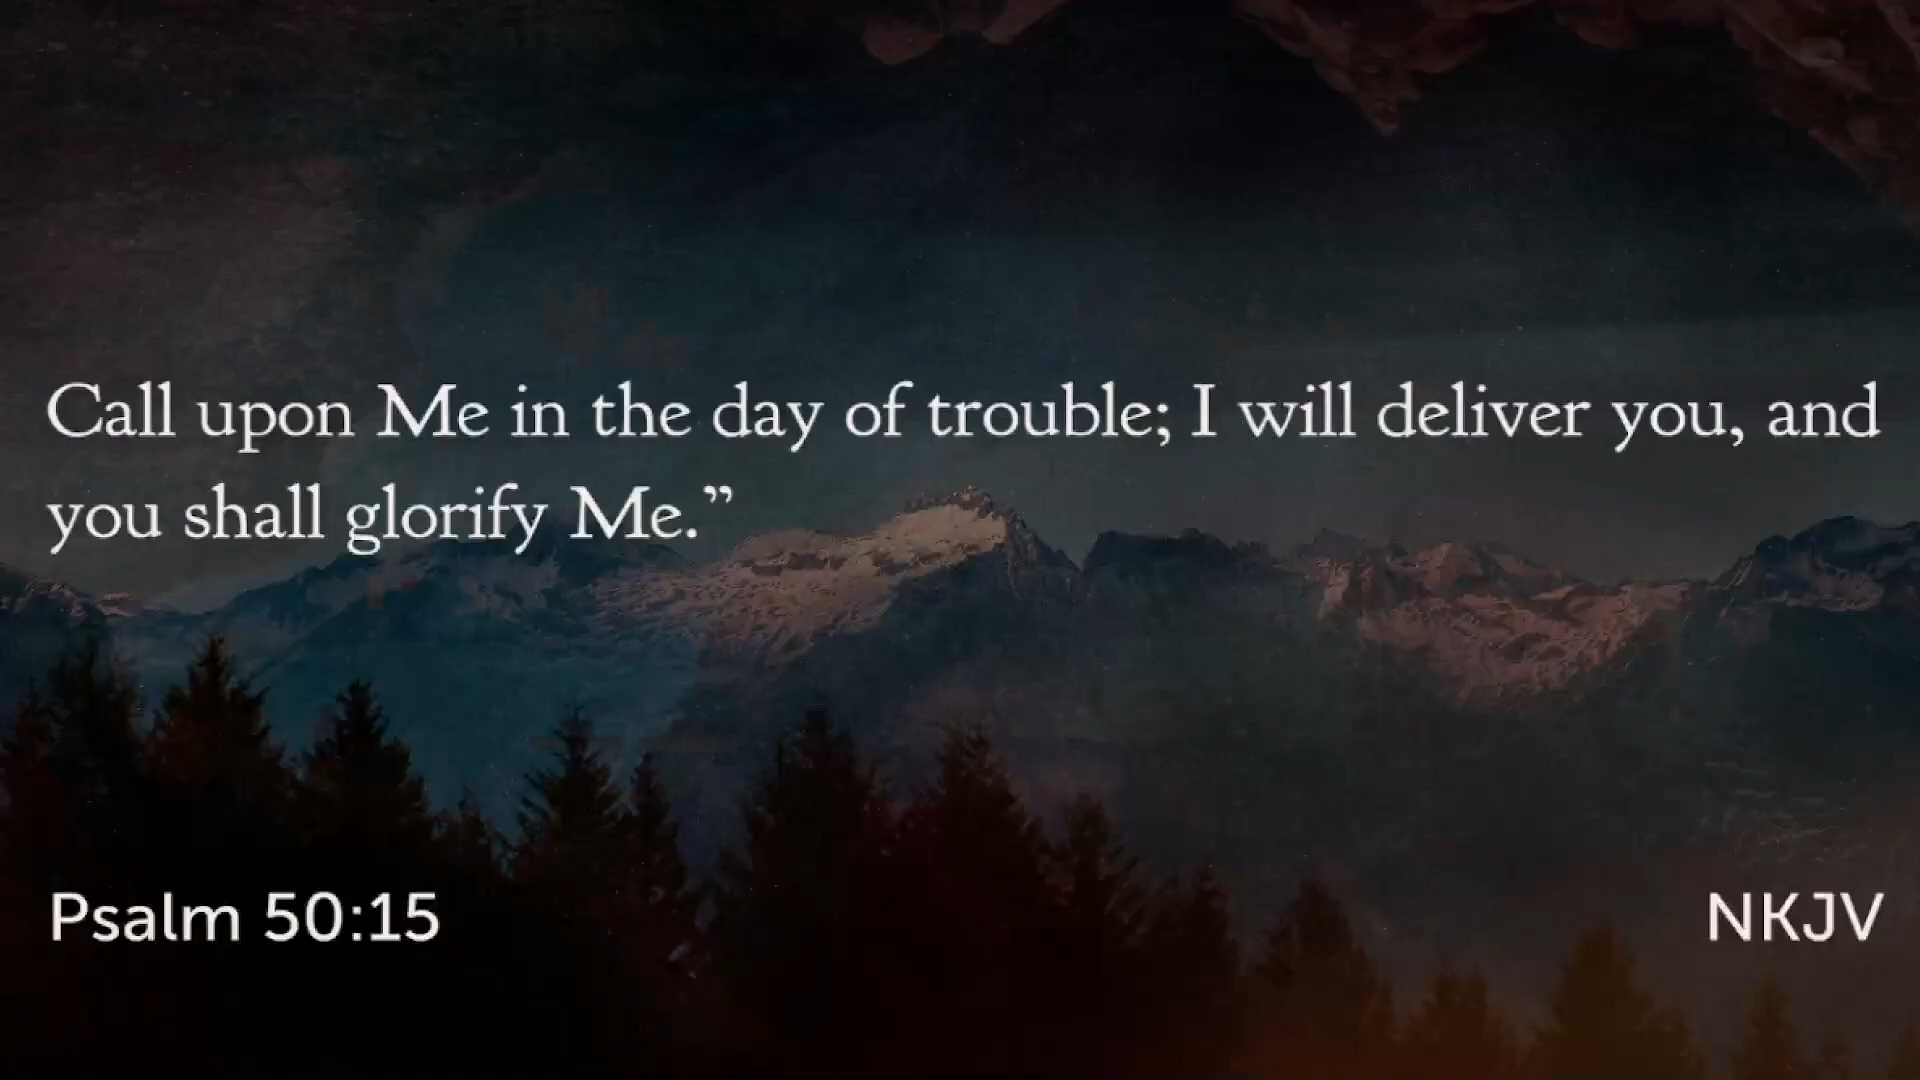 Call upon Me in the day of trouble; I will deliver you, and
you shall glorify Me.”
Psalm 50:15
NKJV